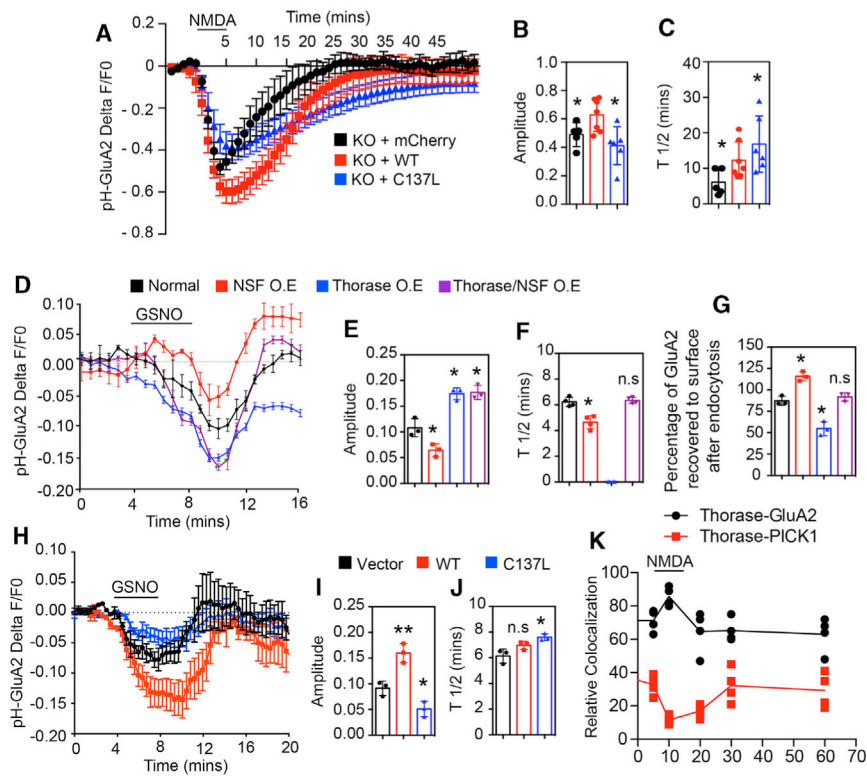 A
NMDA
Time (mins)
5 10 15 20 25 30 35 40 45
0.2
0
- 0.2
- 0.4
- 0.6
- 0.8
pH-GluA2 Delta F/F0
KO + mCherry
KO + WT
KO + C137L
B
Amplitude
1.0
0.8
0.6
0.4
0.2
0.0
* *
C
T 1/2 (mins)
40
30
20
10
0
* *
D
Normal NSF O.E Thorase O.E Thorase/NSF O.E
GSNO
pH-GluA2 Delta F/F0
0.10
0.05
0.00
-0.05
-0.10
-0.15
-0.20
0 4 8 12 16
Time (mins)
E
Amplitude
0.25
0.20
0.15
0.10
0.05
0.00
* * *
F
T 1/2 (mins)
6
4
2
0
* n.s
G
Percentage of GluA2
recovered to surface
after endocytosis
150
125
100
75
50
25
0
* * n.s
H
Vector WT C137L
GSNO
pH-GluA2 Delta F/F0
0.10
0.05
0.00
-0.05
-0.10
-0.15
-0.20
0 4 8 12 16 20
Time (mins)
I
Amplitude
0.25
0.20
0.15
0.10
0.05
0.00
** *
J
T 1/2 (mins)
10
8
6
4
2
0
n.s *
Thorase-GluA2
Thorase-PICK1
K
NMDA
Relative Colocalization
100
80
60
40
20
0
0 10 20 30 40 50 60 70